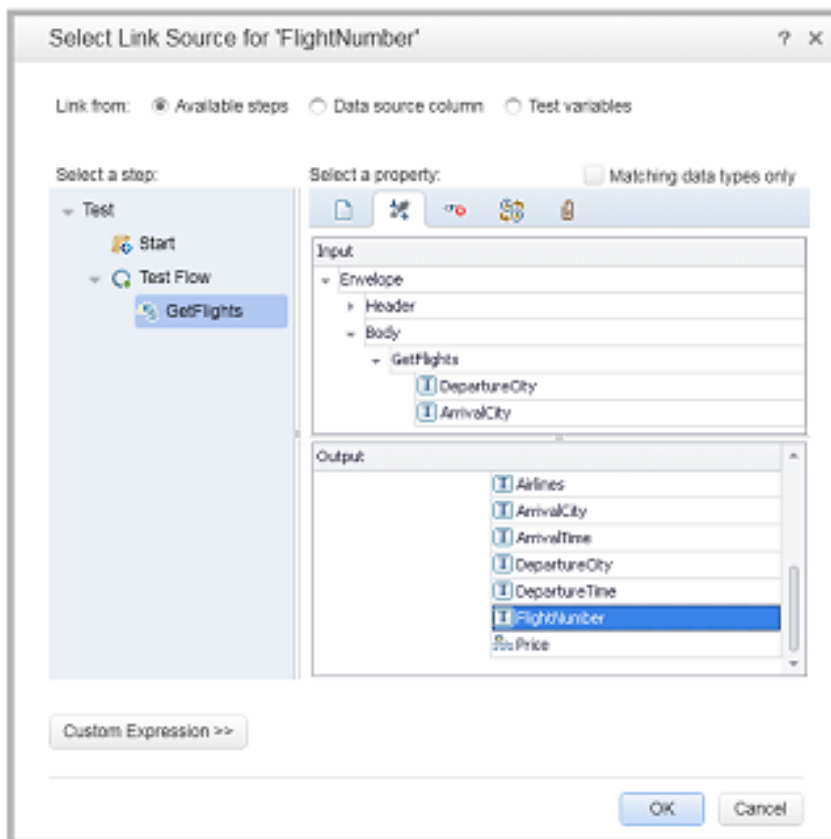 Select Link Source for 'FlightNumber'
? ×
Link from: Available steps Data source column Test variables
Select a step:
Test
Start
Test Flow
GetFlights
Select a property:
Matching data types only
Input
Envelope
Header
Body
GetFlights
DepartureCity
ArrivalCity
Output
Airlines
ArrivalCity
ArrivalTime
DepartureCity
DepartureTime
FlightNumber
Price
Custom Expression >>
OK Cancel